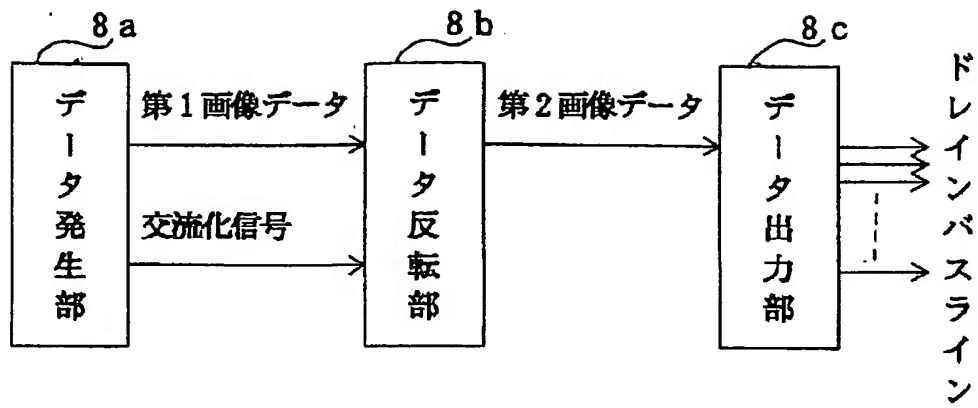 8a
8b
8c
データ発生部
第1画像データ
交流化信号
データ反転部
第2画像データ
データ出力部
ドレインバスライン